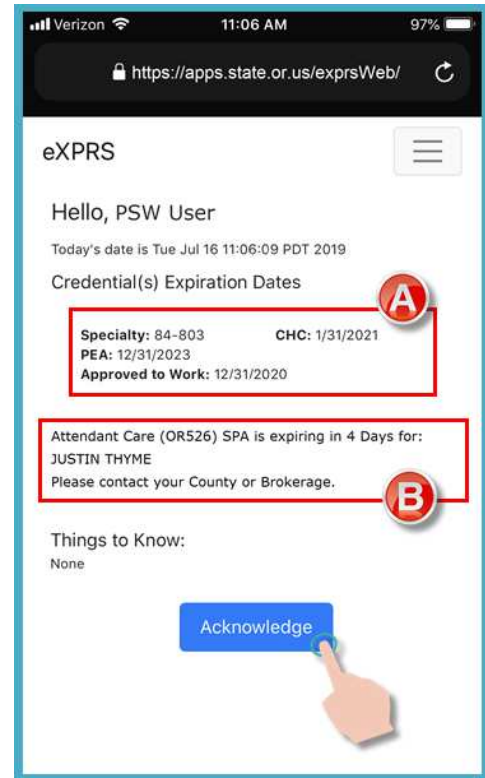 Verizon 11:06 AM 97%
https://apps.state.or.us/exprsWeb/
eXPRS
Hello, PSW User
Today's date is Tue Jul 16 11:06:09 PDT 2019
Credential(s) Expiration Dates
A
Specialty: 84-803 CHC: 1/31/2021
PEA: 12/31/2023
Approved to Work: 12/31/2020
Attendant Care (OR526) SPA is expiring in 4 Days for:
JUSTIN THYME
Please contact your County or Brokerage.
B
Things to Know:
None
Acknowledge